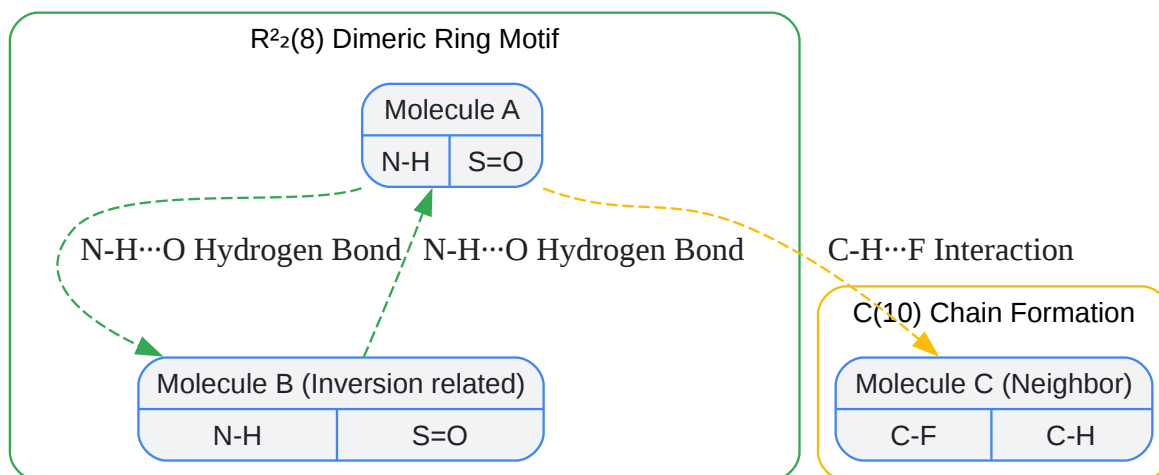 R²₂(8) Dimeric Ring Motif
Molecule A
N-H
S=O
N-H···O Hydrogen Bond
N-H···O Hydrogen Bond
C-H···F Interaction
C(10) Chain Formation
Molecule B (Inversion related)
N-H
S=O
Molecule C (Neighbor)
C-F
C-H